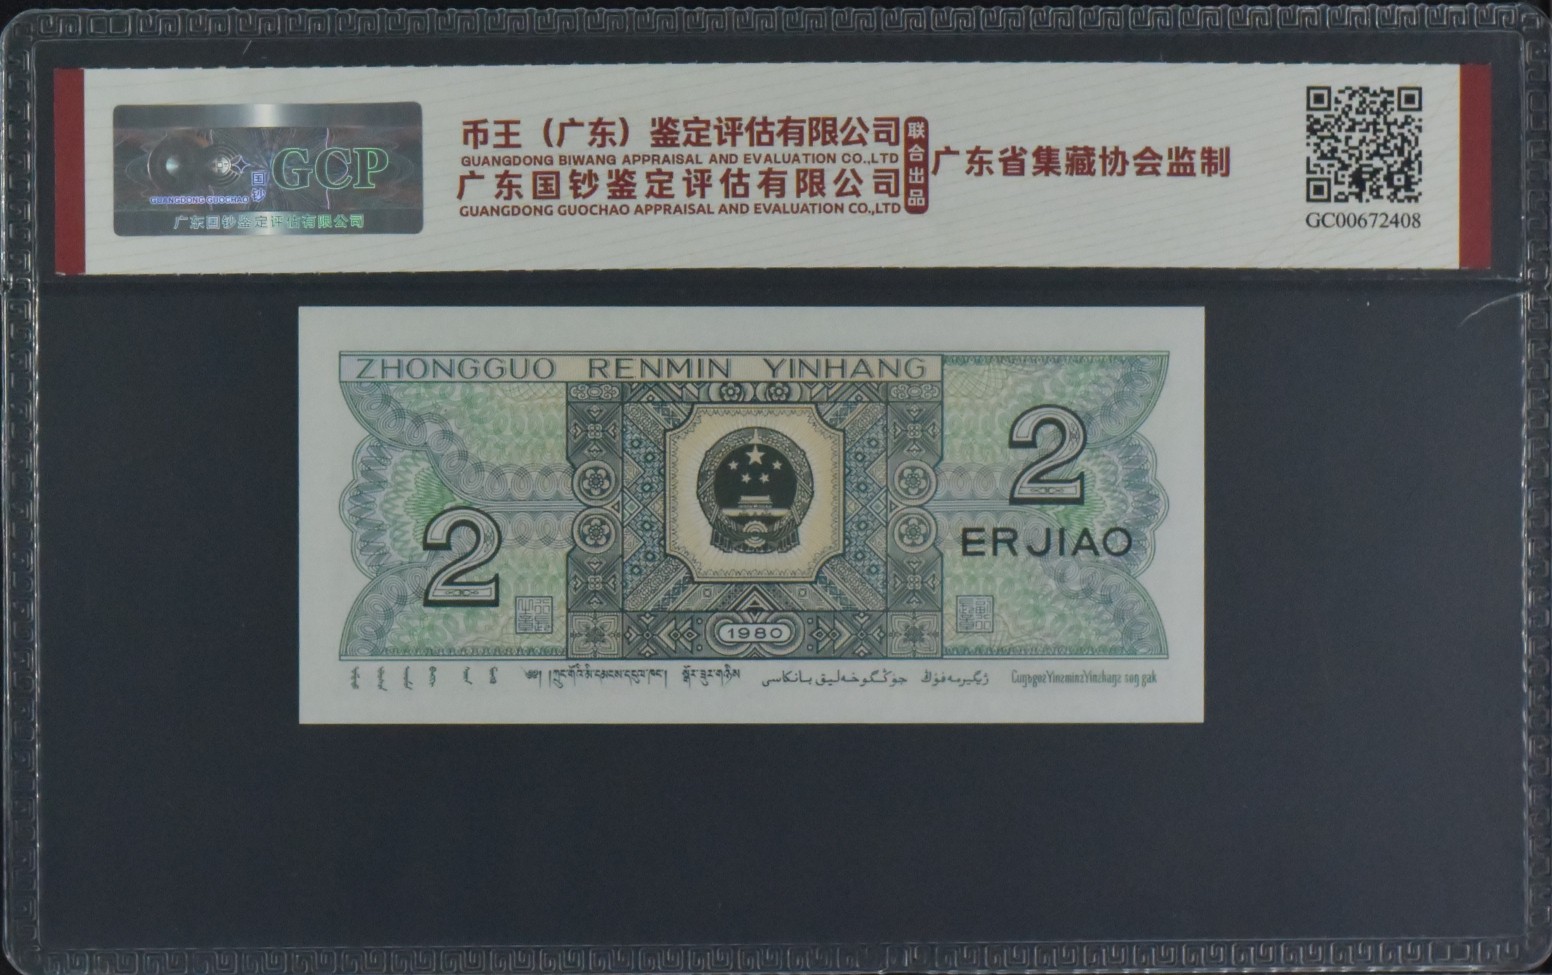 GCP
国钞
GUANGDONG GUOCHAO
广东国钞鉴定评估有限公司
币王（广东）鉴定评估有限公司
GUANGDONG BIWANG APPRAISAL AND EVALUATION CO.,LTD
广东国钞鉴定评估有限公司
GUANGDONG GUOCHAO APPRAISAL AND EVALUATION CO.,LTD
联合出品
广东省集藏协会监制
GC00672408
ZHONGGUO RENMIN YINHANG
2
2
ERJIAO
1980
جۇڭگوخەلىق بانكاسى